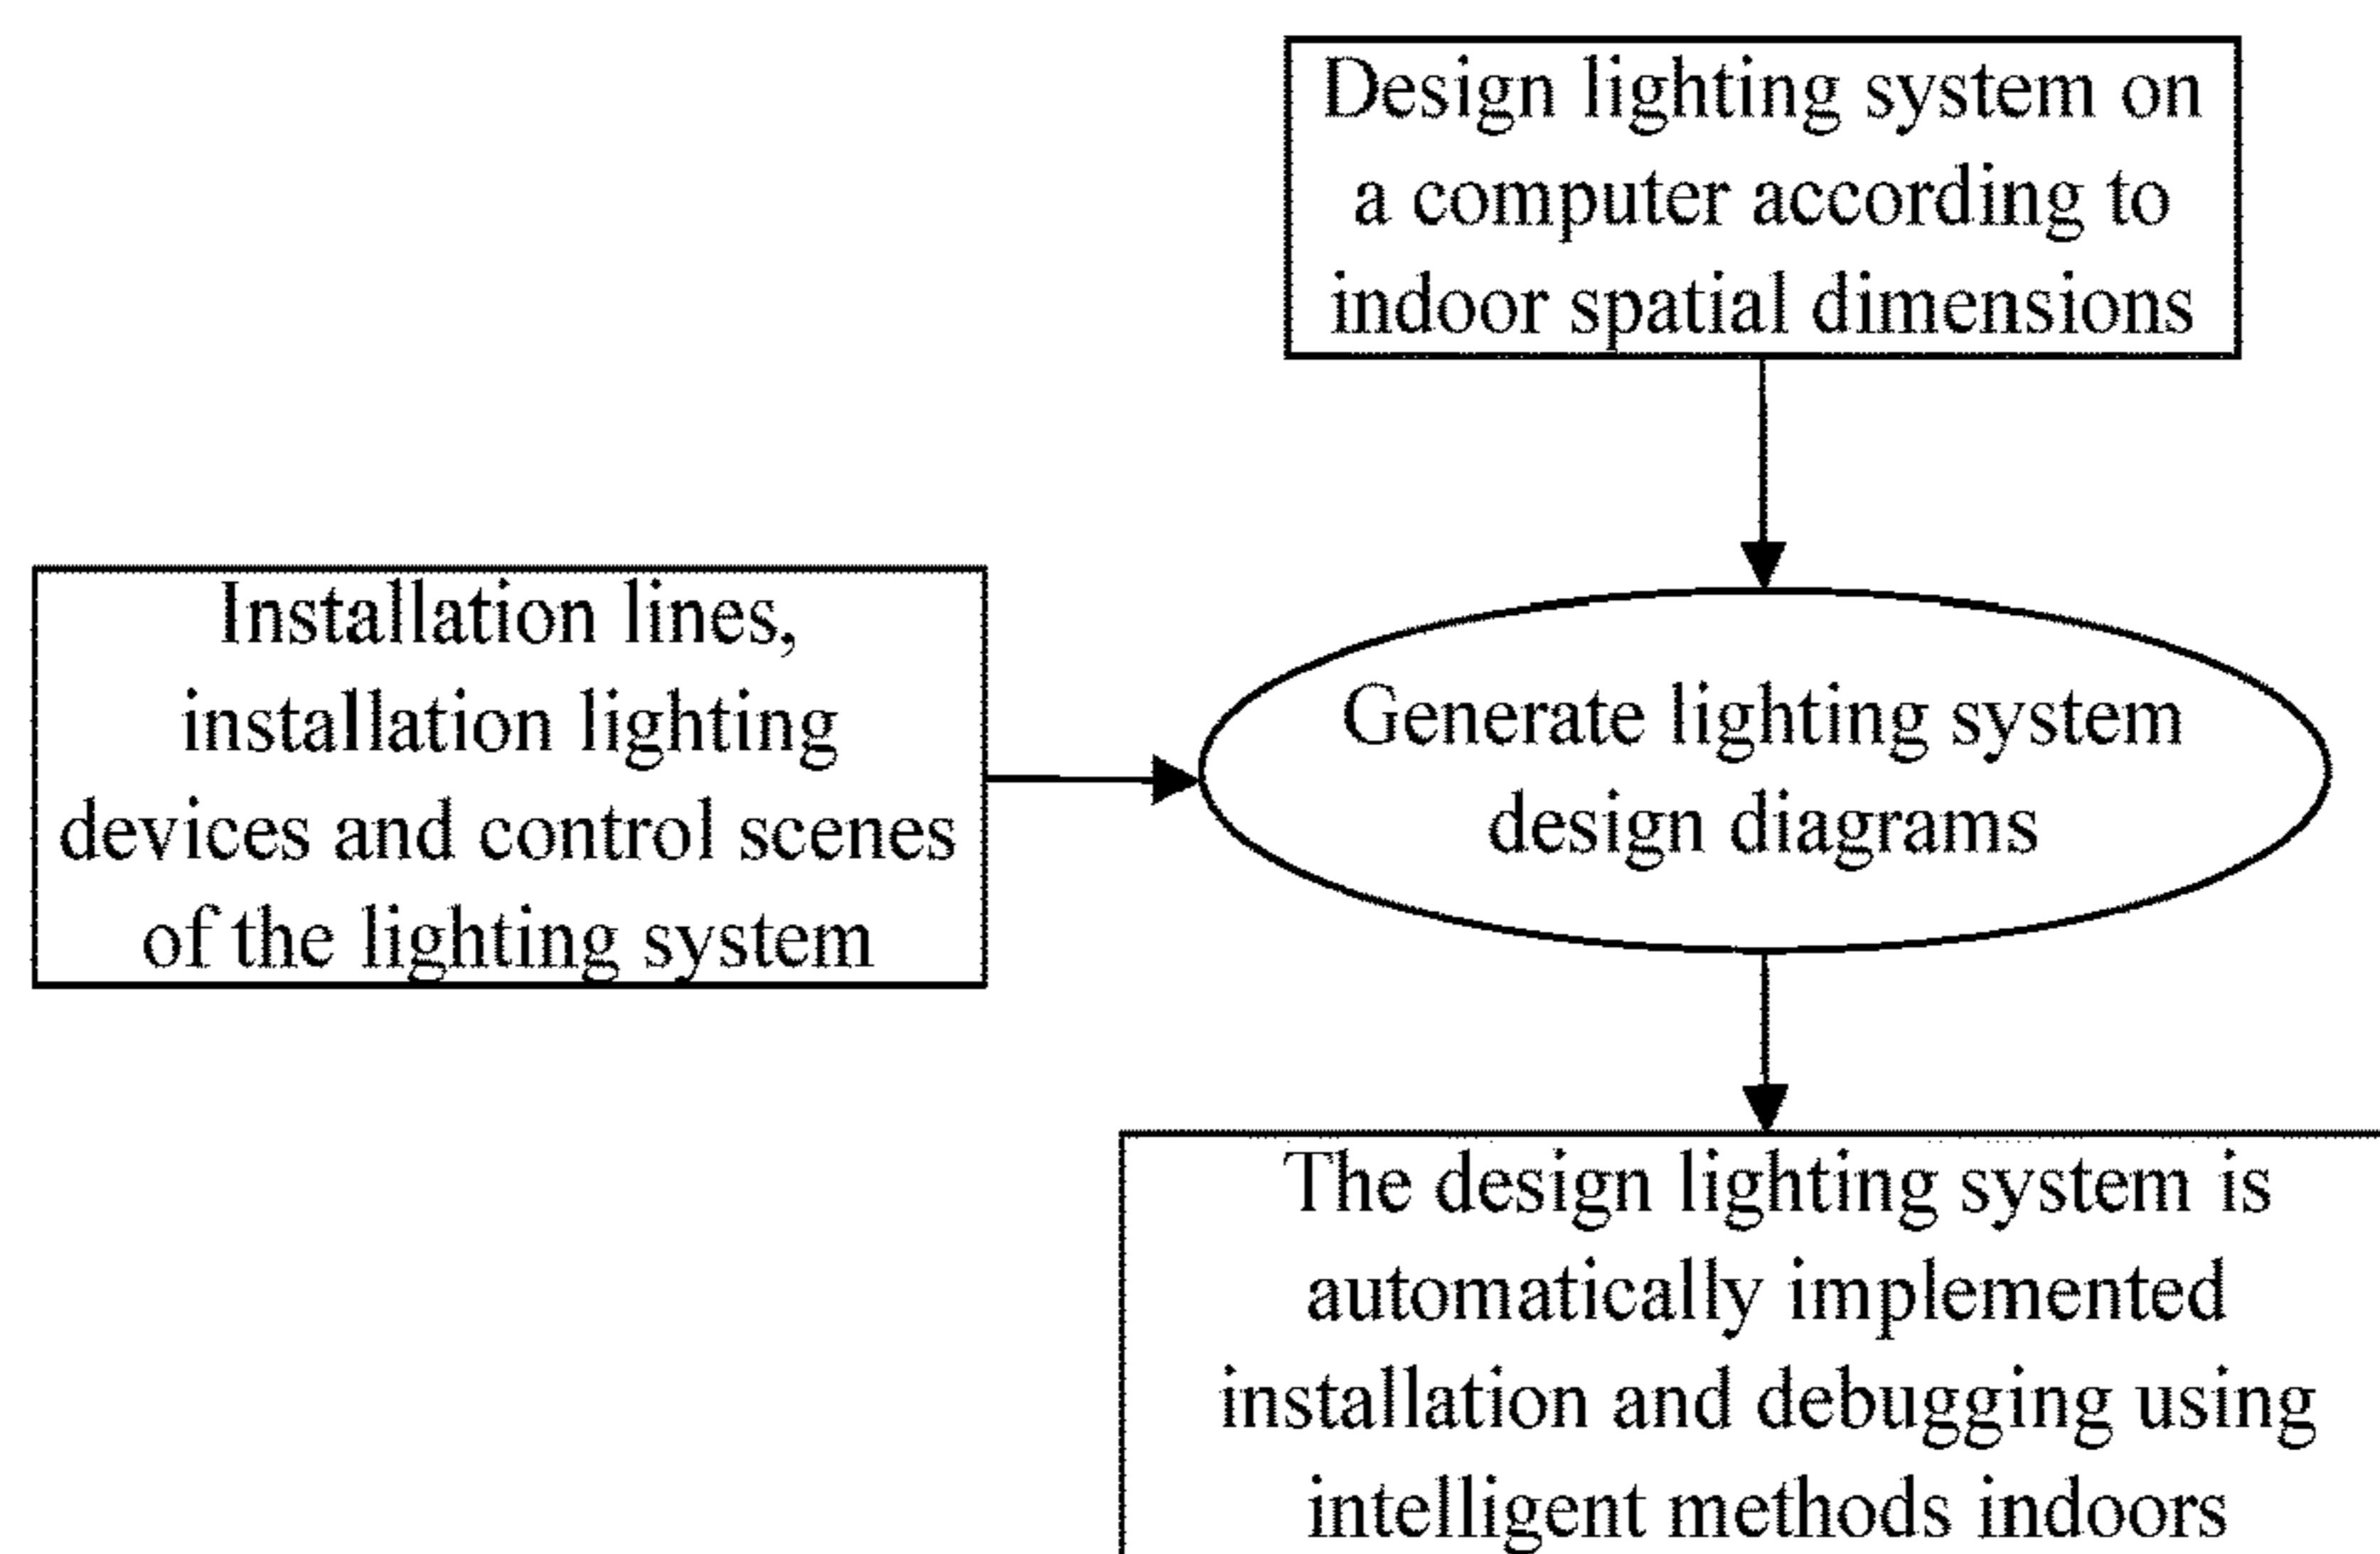 Design lighting system on
a computer according to
indoor spatial dimensions
Installation lines,
installation lighting
devices and control scenes
of the lighting system
Generate lighting system
design diagrams
The design lighting system is
automatically implemented
installation and debugging using
intelligent methods indoors